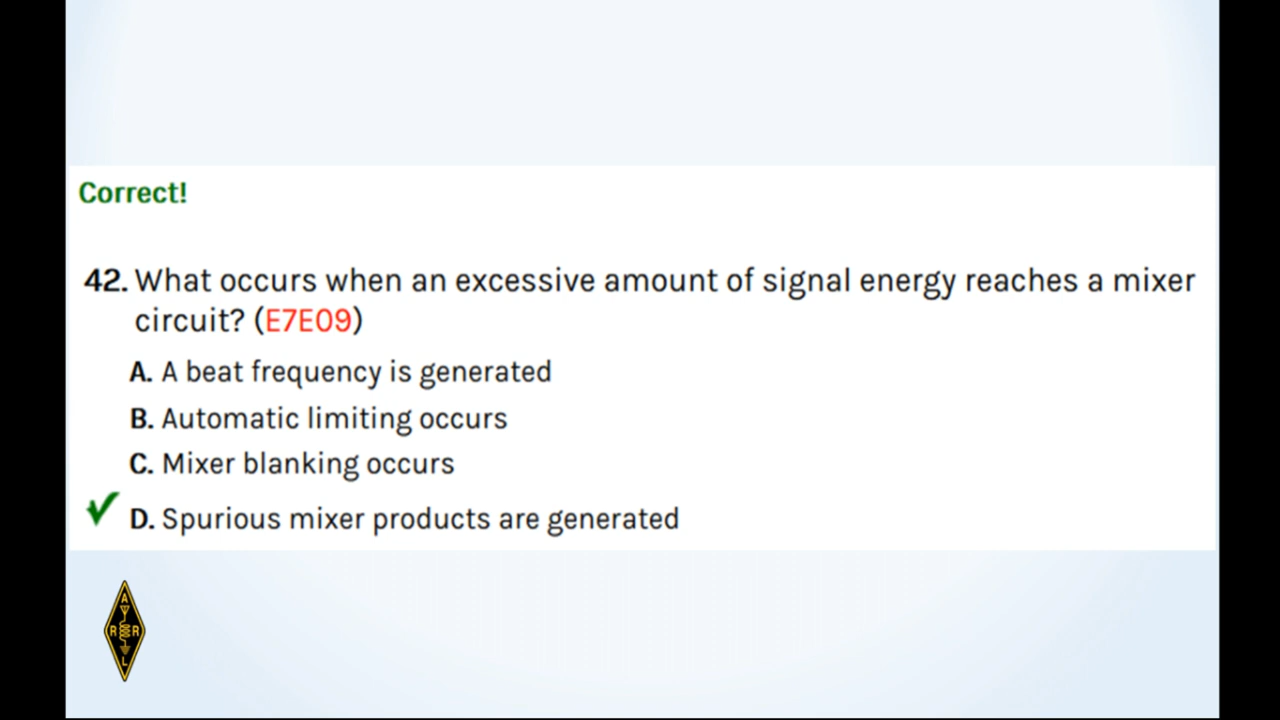 Correct!
42. What occurs when an excessive amount of signal energy reaches a mixer
circuit? (E7E09)
A. A beat frequency is generated
B. Automatic limiting occurs
C. Mixer blanking occurs
D. Spurious mixer products are generated
A
R R
L